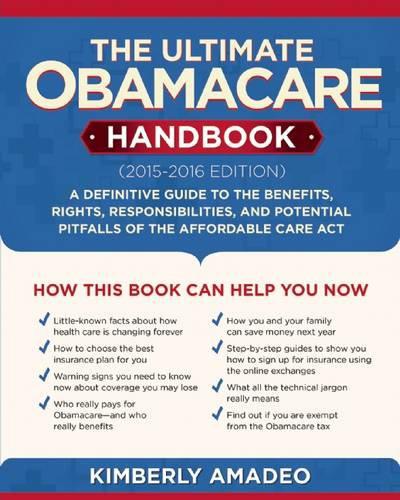 THE ULTIMATE
OBAMACARE
HANDBOOK
(2015-2016 EDITION)
A DEFINITIVE GUIDE TO THE BENEFITS,
RIGHTS, RESPONSIBILITIES, AND POTENTIAL
PITFALLS OF THE AFFORDABLE CARE ACT
HOW THIS BOOK CAN HELP YOU NOW
Little-known facts about how
health care is changing forever
How to choose the best
insurance plan for you
Warning signs you need to know
now about coverage you may lose
Who really pays for
Obamacare—and who
really benefits
How you and your family
can save money next year
Step-by-step guides to show you
how to sign up for insurance using
the online exchanges
What all the technical jargon
really means
Find out if you are exempt
from the Obamacare tax
KIMBERLY AMADEO